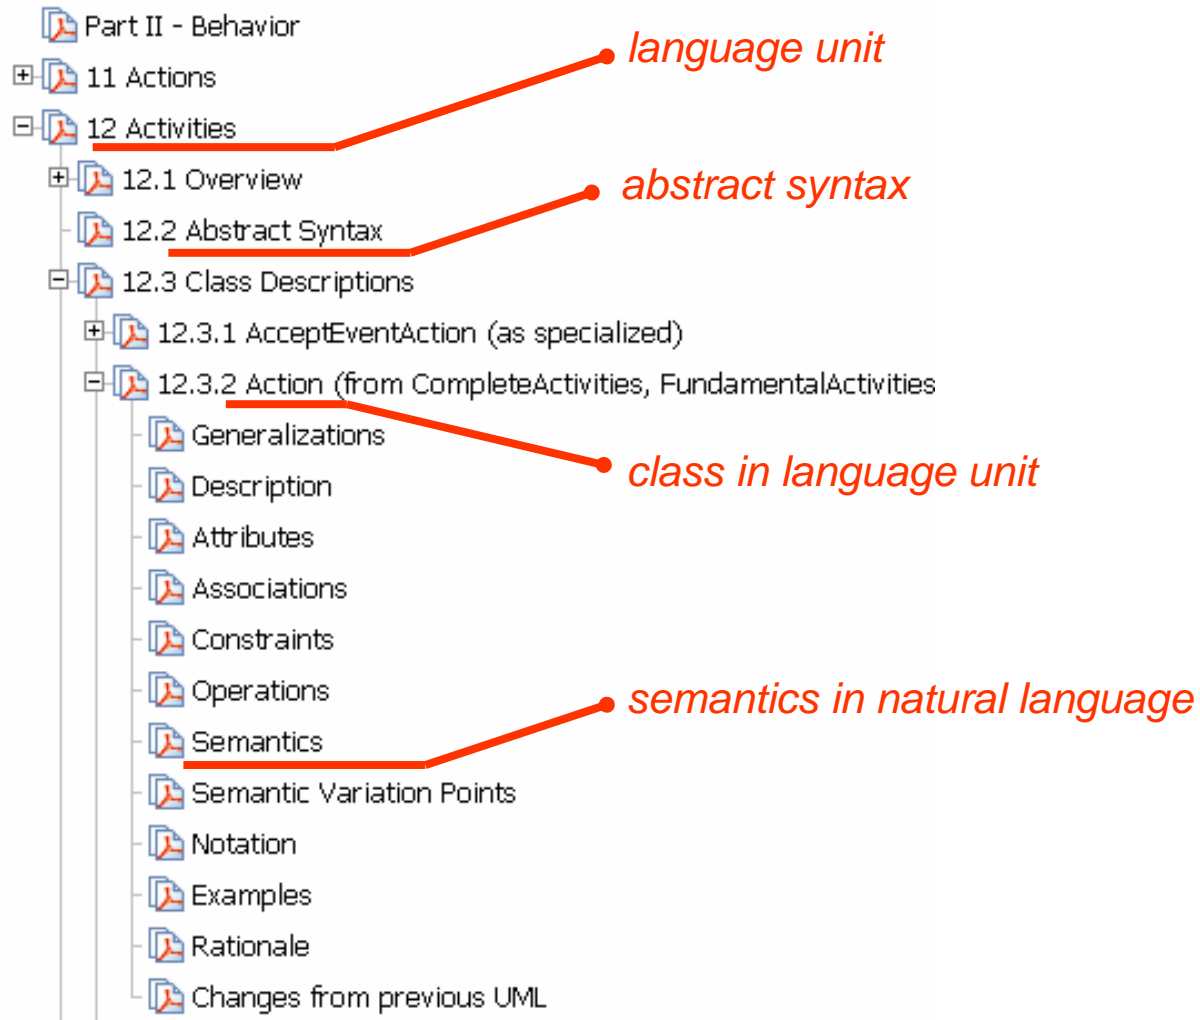 Part II - Behavior
language unit
11 Actions
12 Activities
12.1 Overview
abstract syntax
12.2 Abstract Syntax
12.3 Class Descriptions
12.3.1 AcceptEventAction (as specialized)
12.3.2 Action (from CompleteActivities, FundamentalActivities
Generalizations
class in language unit
Description
Attributes
Associations
Constraints
Operations
semantics in natural language
Semantics
Semantic Variation Points
Notation
Examples
Rationale
Changes from previous UML